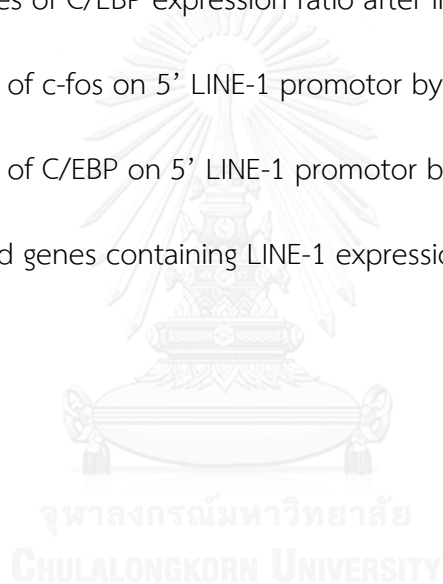 es of C/EBP expression ratio after i
of c-fos on 5’ LINE-1 promotor by
of C/EBP on 5’ LINE-1 promotor b
d genes containing LINE-1 expressio
จุฬาลงกรณ์มหาวิทยาลัย
CHULALONGKORN UNIVERSITY